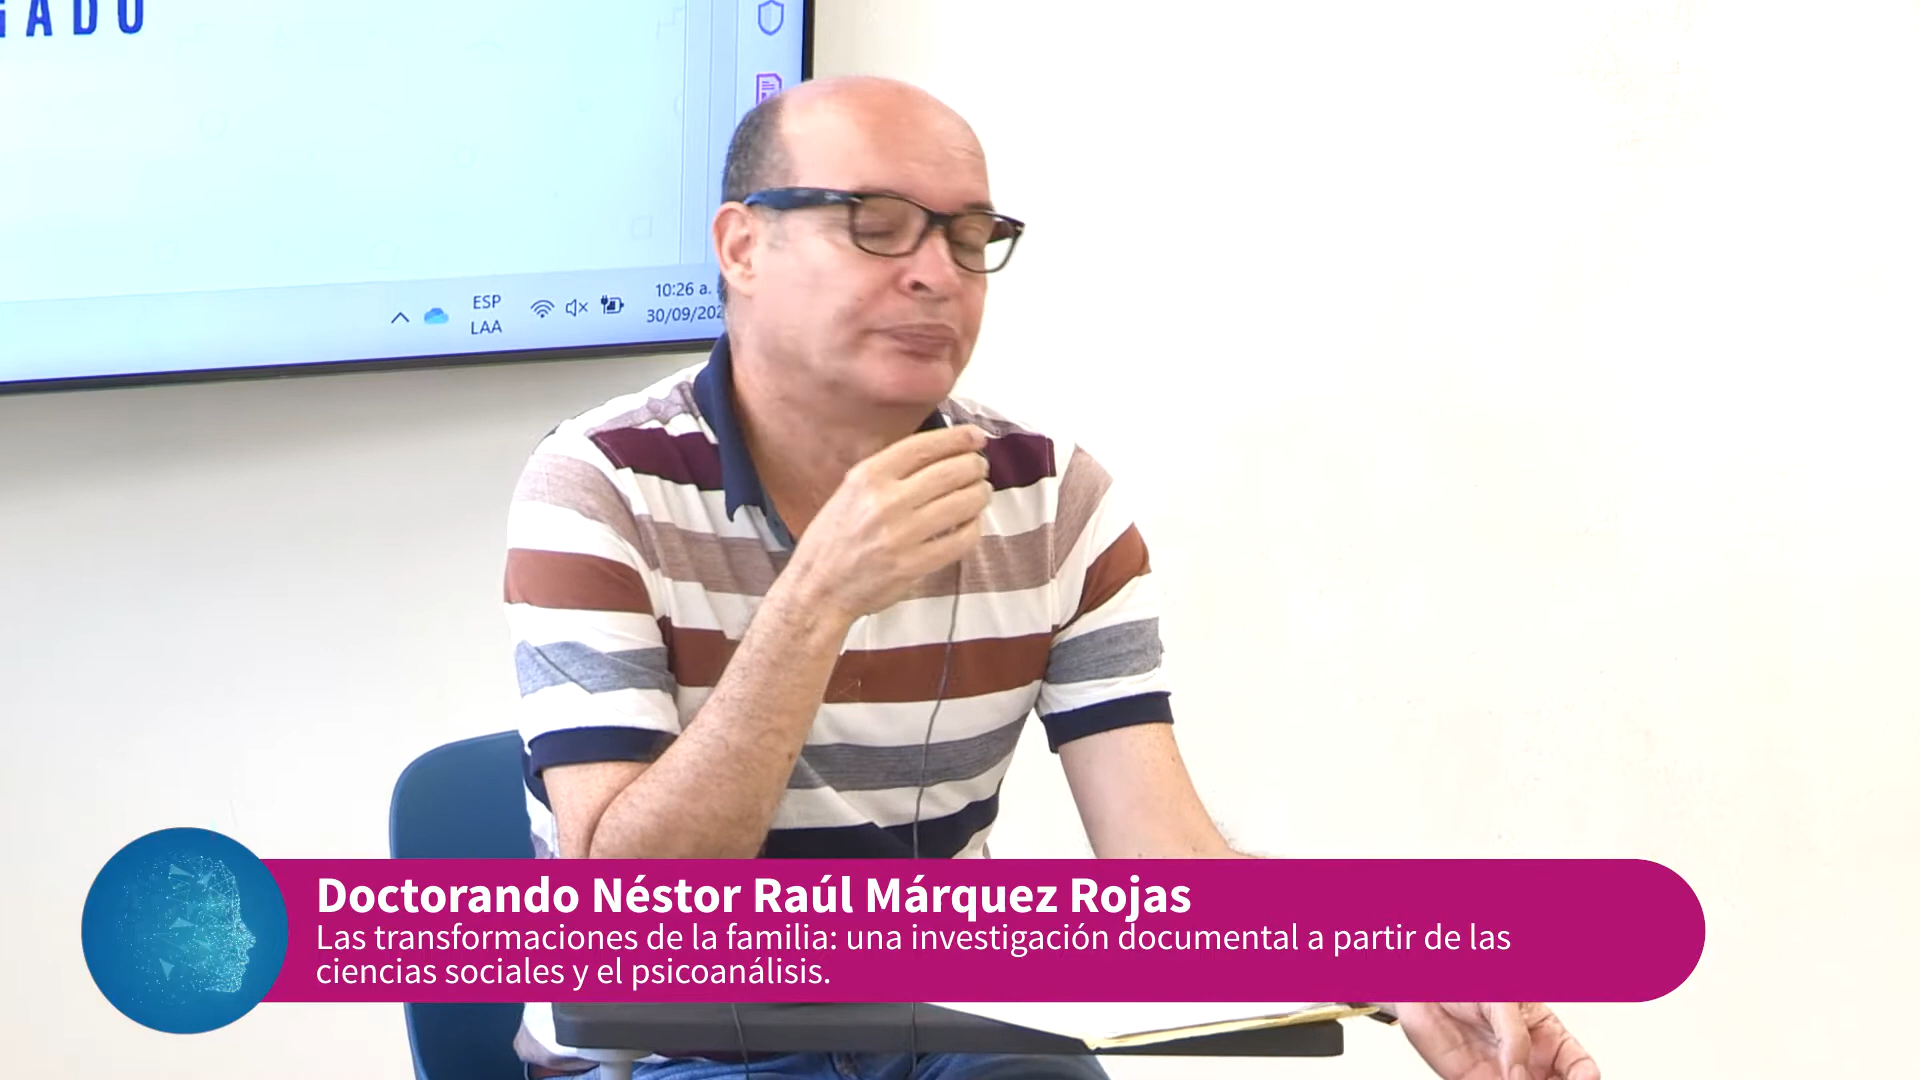 ESP
LAA
10:26 a.
30/09/202
Doctorando Néstor Raúl Márquez Rojas
Las transformaciones de la familia: una investigación documental a partir de las
ciencias sociales y el psicoanálisis.